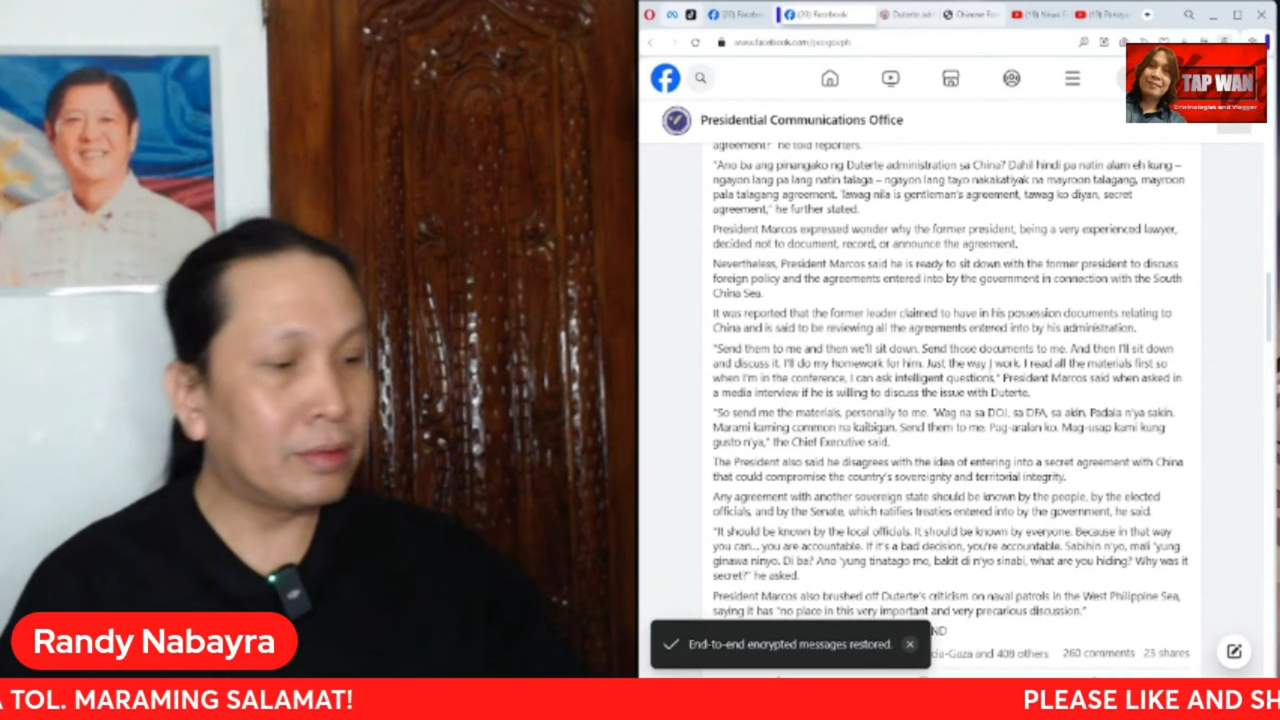 (20) Facebook
Duterte ad
Chinese For
www.facebook.com/pcogovph
TAP WAN
Criminologist and Vlogger
Presidential Communications Office
agreement?" he told reporters.
"Ano ba ang pinangako ng Duterte administration sa China? Dahil hindi pa natin alam eh kung –
ngayon lang pa lang natin talaga – ngayon lang tayo nakakatiyak na mayroon talagang, mayroon
pala talagang agreement. Tawag nila is gentleman's agreement, tawag ko diyan, secret
agreement," he further stated.
President Marcos expressed wonder why the former president, being a very experienced lawyer,
decided not to document, record, or announce the agreement.
Nevertheless, President Marcos said he is ready to sit down with the former president to discuss
foreign policy and the agreements entered into by the government in connection with the South
China Sea.
It was reported that the former leader claimed to have in his possession documents relating to
China and is said to be reviewing all the agreements entered into by his administration.
"Send them to me and then we'll sit down. Send those documents to me. And then I'll sit down
and discuss it. I'll do my homework for him. Just the way I work. I read all the materials first so
when I'm in the conference, I can ask intelligent questions," President Marcos said when asked in
a media interview if he is willing to discuss the issue with Duterte.
"So send me the materials, personally to me. 'Wag na sa DOJ, sa DFA, sa akin. Padala n'ya sakin.
Marami kaming common na kaibigan. Send them to me. Pag-aralan ko. Mag-usap kami kung
gusto n'ya," the Chief Executive said.
The President also said he disagrees with the idea of entering into a secret agreement with China
that could compromise the country's sovereignty and territorial integrity.
Any agreement with another sovereign state should be known by the people, by the elected
officials, and by the Senate, which ratifies treaties entered into by the government, he said.
"It should be known by the local officials. It should be known by everyone. Because in that way
you can... you are accountable. If it's a bad decision, you're accountable. Sabihin n'yo, mali 'yung
ginawa ninyo. Di ba? Ano 'yung tinatago mo, bakit di n'yo sinabi, what are you hiding? Why was it
secret?" he asked.
President Marcos also brushed off Duterte's criticism on naval patrols in the West Philippine Sea,
saying it has "no place in this very important and very precarious discussion."
ND
End-to-end encrypted messages restored.
da-Gaza and 408 others 260 comments 23 shares
Randy Nabayra
A TOL. MARAMING SALAMAT! PLEASE LIKE AND SH